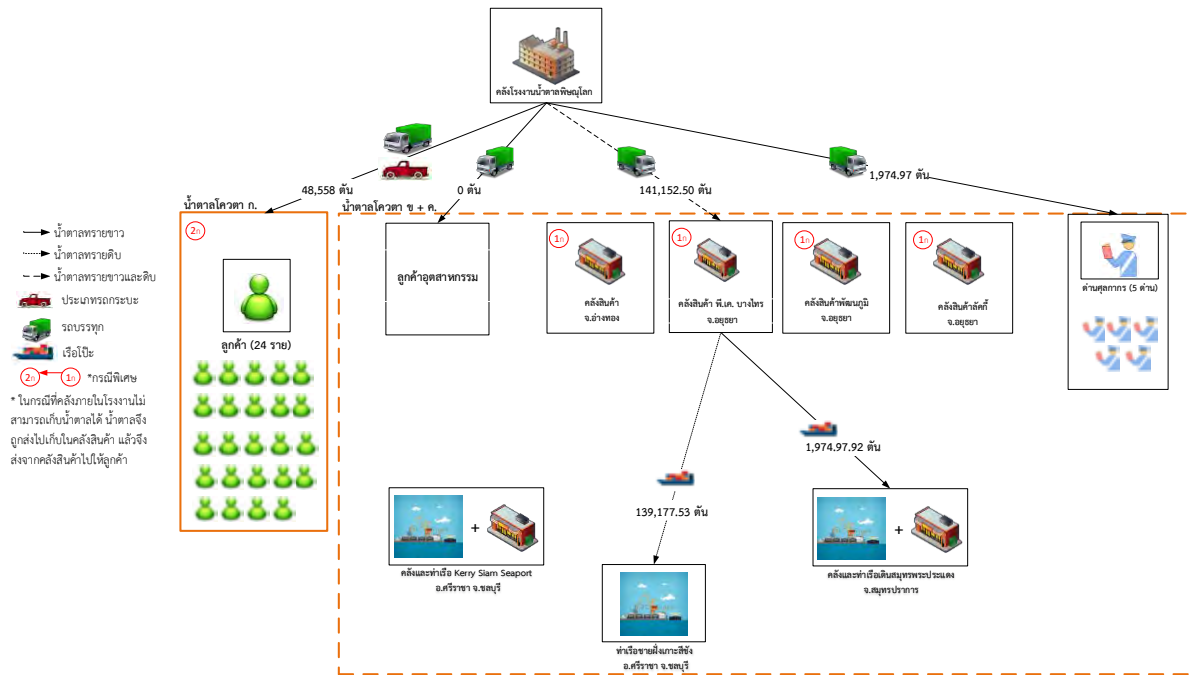 คลังโรงงานน้ำตาลพิษณุโลก
48,558 ตัน
0 ตัน
141,152.50 ตัน
1,974.97 ตัน
น้ำตาลโควตา ก.
น้ำตาลโควตา ข + ค.
น้ำตาลทรายขาว
น้ำตาลทรายดิบ
น้ำตาลทรายขาวและดิบ
ประเภทรถกระบะ
รถบรรทุก
เรือโป๊ะ
2ก 1ก *กรณีพิเศษ
* ในกรณีที่คลังภายในโรงงานไม่
สามารถเก็บน้ำตาลได้ น้ำตาลจึง
ถูกส่งไปเก็บในคลังสินค้า แล้วจึง
ส่งจากคลังสินค้าไปให้ลูกค้า
2ก
ลูกค้า (24 ราย)
ลูกค้าอุตสาหกรรม
1ก
คลังสินค้า
จ.อ่างทอง
1ก
คลังสินค้า พี.เค. บางไทร
จ.อยุธยา
1ก
คลังสินค้าพัฒนภูมิ
จ.อยุธยา
1ก
คลังสินค้าลัคกี้
จ.อยุธยา
ด่านศุลกากร (5 ด่าน)
1,974.97.92 ตัน
139,177.53 ตัน
+
คลังและท่าเรือ Kerry Siam Seaport
อ.ศรีราชา จ.ชลบุรี
ท่าเรือชายฝั่งเกาะสีชัง
อ.ศรีราชา จ.ชลบุรี
+
คลังและท่าเรือเดินสมุทรพระประแดง
จ.สมุทรปราการ